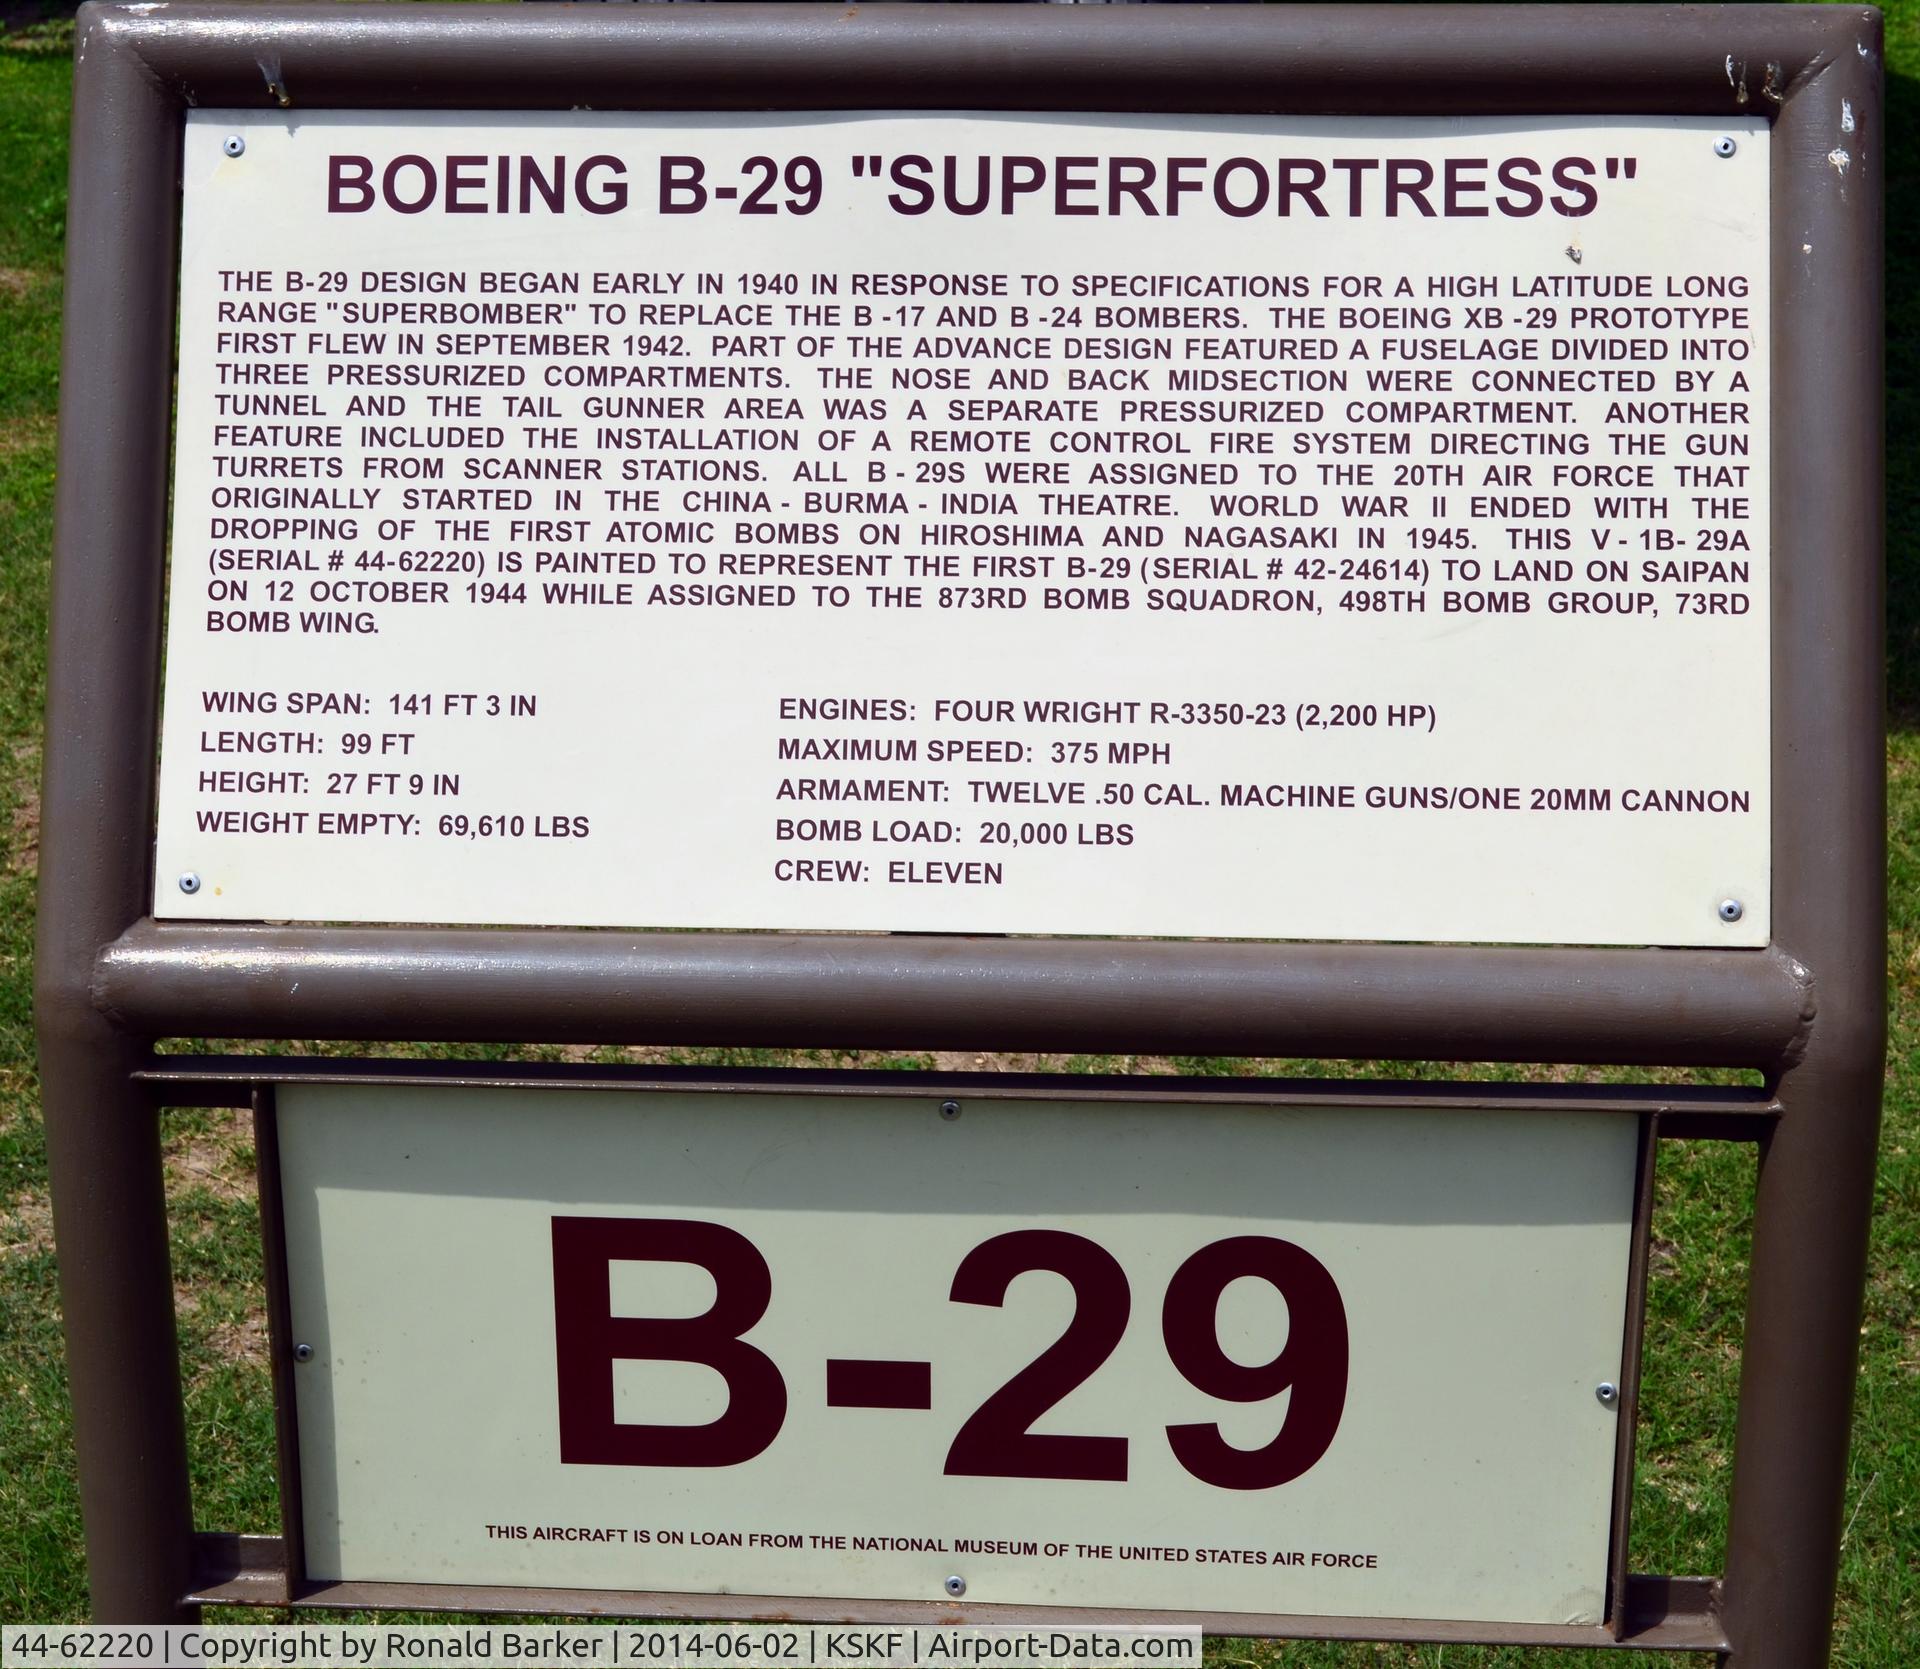 BOEING B-29 "SUPERFORTRESS"
THE B-29 DESIGN BEGAN EARLY IN 1940 IN RESPONSE TO SPECIFICATIONS FOR A HIGH LATITUDE LONG
RANGE "SUPERBOMBER" TO REPLACE THE B -17 AND B -24 BOMBERS. THE BOEING XB -29 PROTOTYPE
FIRST FLEW IN SEPTEMBER 1942. PART OF THE ADVANCE DESIGN FEATURED A FUSELAGE DIVIDED INTO
THREE PRESSURIZED COMPARTMENTS. THE NOSE AND BACK MIDSECTION WERE CONNECTED BY A
TUNNEL AND THE TAIL GUNNER AREA WAS A SEPARATE PRESSURIZED COMPARTMENT. ANOTHER
FEATURE INCLUDED THE INSTALLATION OF A REMOTE CONTROL FIRE SYSTEM DIRECTING THE GUN
TURRETS FROM SCANNER STATIONS. ALL B - 29S WERE ASSIGNED TO THE 20TH AIR FORCE THAT
ORIGINALLY STARTED IN THE CHINA - BURMA - INDIA THEATRE. WORLD WAR II ENDED WITH THE
DROPPING OF THE FIRST ATOMIC BOMBS ON HIROSHIMA AND NAGASAKI IN 1945. THIS V - 1B- 29A
(SERIAL # 44-62220) IS PAINTED TO REPRESENT THE FIRST B-29 (SERIAL # 42-24614) TO LAND ON SAIPAN
ON 12 OCTOBER 1944 WHILE ASSIGNED TO THE 873RD BOMB SQUADRON, 498TH BOMB GROUP, 73RD
BOMB WING.
WING SPAN: 141 FT 3 IN
LENGTH: 99 FT
HEIGHT: 27 FT 9 IN
WEIGHT EMPTY: 69,610 LBS
ENGINES: FOUR WRIGHT R-3350-23 (2,200 HP)
MAXIMUM SPEED: 375 MPH
ARMAMENT: TWELVE .50 CAL. MACHINE GUNS/ONE 20MM CANNON
BOMB LOAD: 20,000 LBS
CREW: ELEVEN
B-29
THIS AIRCRAFT IS ON LOAN FROM THE NATIONAL MUSEUM OF THE UNITED STATES AIR FORCE
44-62220 | Copyright by Ronald Barker | 2014-06-02 | KSKF | Airport-Data.com